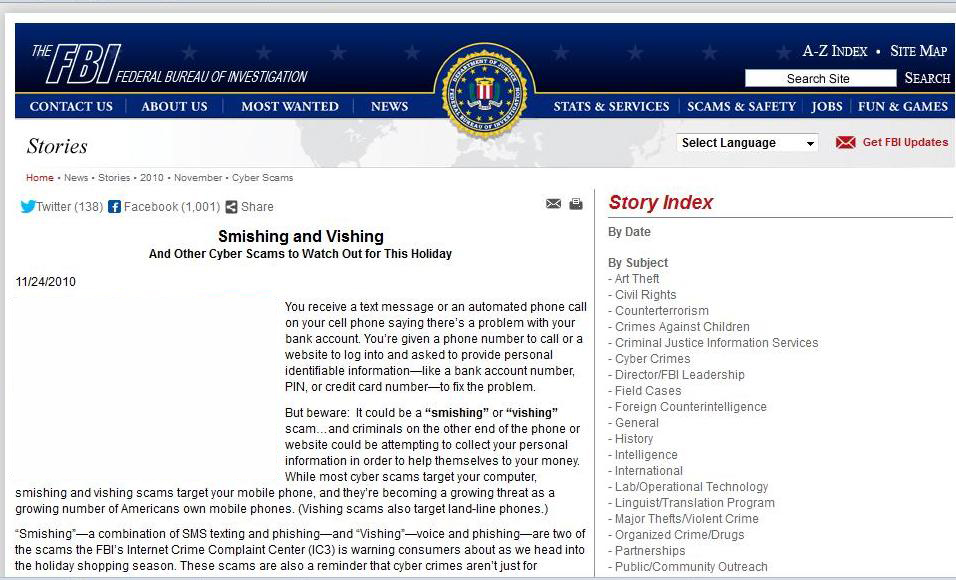 THE FBI FEDERAL BUREAU OF INVESTIGATION
A-Z INDEX • SITE MAP
Search Site SEARCH
CONTACT US ABOUT US MOST WANTED NEWS STATS & SERVICES SCAMS & SAFETY JOBS FUN & GAMES
DEPARTMENT OF JUSTICE
FEDERAL BUREAU OF INVESTIGATION
Stories
Select Language
Get FBI Updates
Home • News • Stories • 2010 • November • Cyber Scams
Twitter (138) Facebook (1,001) Share
Smishing and Vishing
And Other Cyber Scams to Watch Out for This Holiday
11/24/2010
You receive a text message or an automated phone call
on your cell phone saying there's a problem with your
bank account. You're given a phone number to call or a
website to log into and asked to provide personal
identifiable information—like a bank account number,
PIN, or credit card number—to fix the problem.
But beware: It could be a “smishing” or “vishing”
scam…and criminals on the other end of the phone or
website could be attempting to collect your personal
information in order to help themselves to your money.
While most cyber scams target your computer,
smishing and vishing scams target your mobile phone, and they're becoming a growing threat as a
growing number of Americans own mobile phones. (Vishing scams also target land-line phones.)
“Smishing”—a combination of SMS texting and phishing—and “Vishing”—voice and phishing—are two of
the scams the FBI's Internet Crime Complaint Center (IC3) is warning consumers about as we head into
the holiday shopping season. These scams are also a reminder that cyber crimes aren't just for
Story Index
By Date
By Subject
- Art Theft
- Civil Rights
- Counterterrorism
- Crimes Against Children
- Criminal Justice Information Services
- Cyber Crimes
- Director/FBI Leadership
- Field Cases
- Foreign Counterintelligence
- General
- History
- Intelligence
- International
- Lab/Operational Technology
- Linguist/Translation Program
- Major Thefts/Violent Crime
- Organized Crime/Drugs
- Partnerships
- Public/Community Outreach